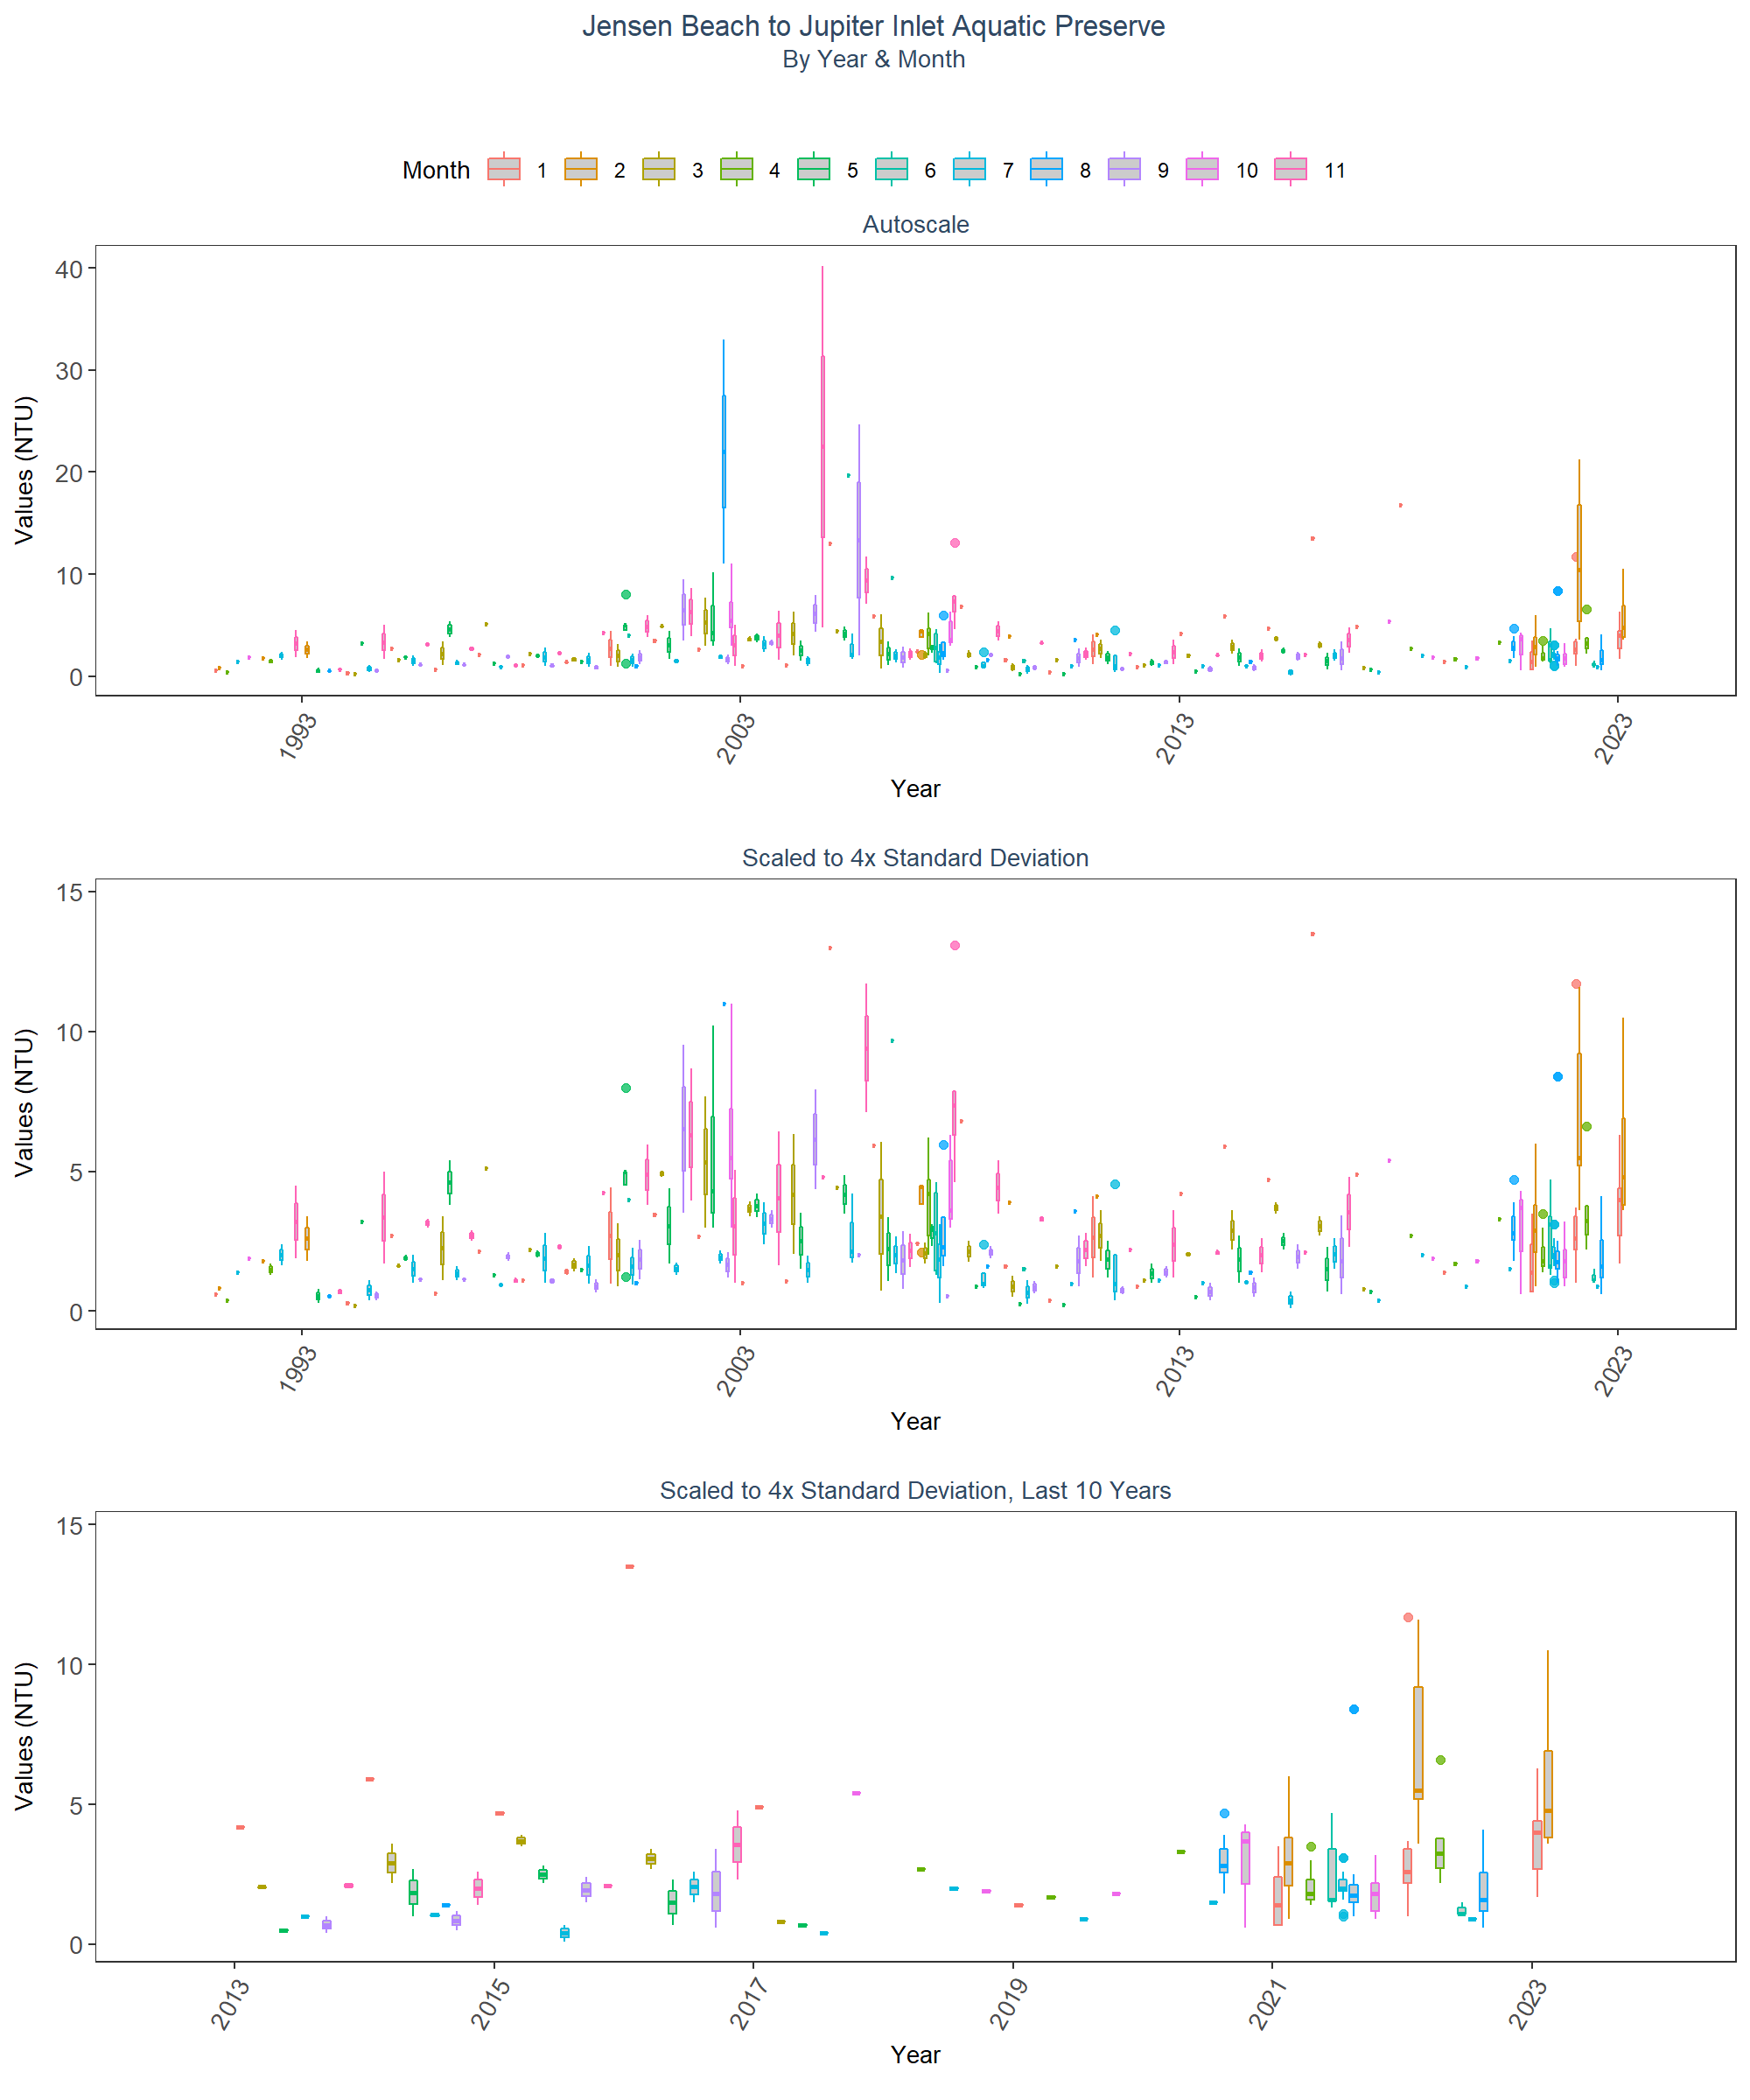 Jensen Beach to Jupiter Inlet Aquatic Preserve
By Year & Month
Month 1 2 3 4 5 6 7 8 9 10 11
Autoscale
Values (NTU)
40
30
20
10
0
1993 2003 2013 2023
Year
Scaled to 4x Standard Deviation
Values (NTU)
15
10
5
0
1993 2003 2013 2023
Year
Scaled to 4x Standard Deviation, Last 10 Years
Values (NTU)
15
10
5
0
2013 2015 2017 2019 2021 2023
Year